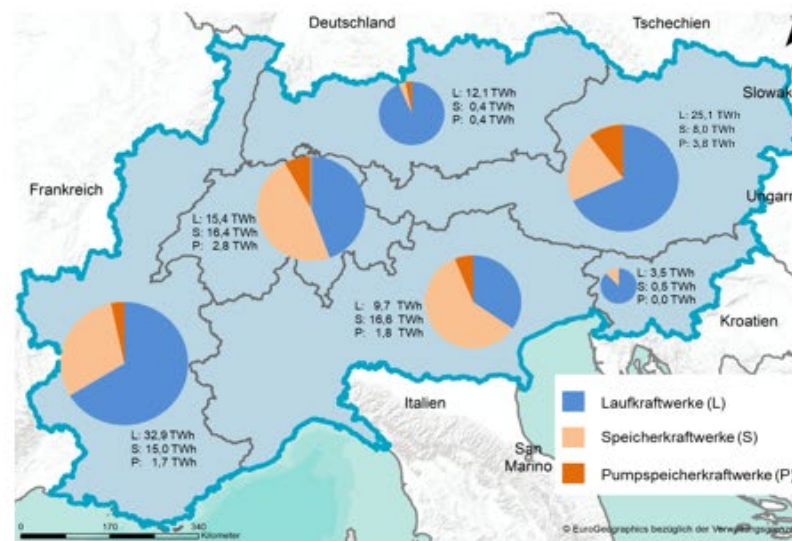 Deutschland
Tschechien
L: 12,1 TWh
S: 0,4 TWh
P: 0,4 TWh
Slowak
L: 25,1 TWh
S: 8,0 TWh
P: 3,8 TWh
Frankreich
Ungarn
L: 15,4 TWh
S: 16,4 TWh
P: 2,8 TWh
L: 3,5 TWh
S: 0,5 TWh
P: 0,0 TWh
L: 9,7 TWh
S: 16,6 TWh
P: 1,8 TWh
Kroatien
Italien
Laufkraftwerke (L)
L: 32,9 TWh
S: 15,0 TWh
P: 1,7 TWh
Speicherkraftwerke (S)
San
Marino
Pumpspeicherkraftwerke (P)
0 170 340
Kilometer
© EuroGeographics bezüglich der Verwaltungsgrenze